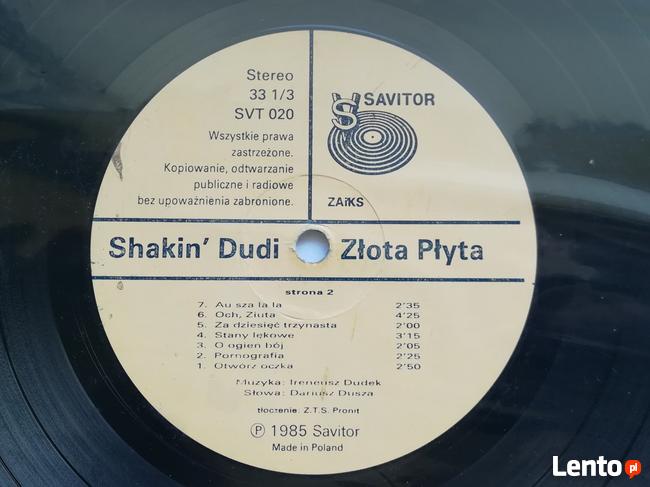 Stereo
33 1/3
SVT 020
Wszystkie prawa
zastrzeżone.
Kopiowanie, odtwarzanie
publiczne i radiowe
bez upoważnienia zabronione.
SAVITOR
ZAiKS
Shakin' Dudi Złota Płyta
strona 2
7. Au sza la la 2'35
6. Och, Ziuta 4'25
5. Za dziesięć trzynasta 2'00
4. Stany lękowe 3'15
3. O ogien bój 2'05
2. Pornografia 2'25
1. Otwórz oczka 2'50
Muzyka: Ireneusz Dudek
Słowa: Dariusz Dusza
tłoczenie: Z.T.S. Pronit
Ⓟ 1985 Savitor
Made in Poland
Lento.pl